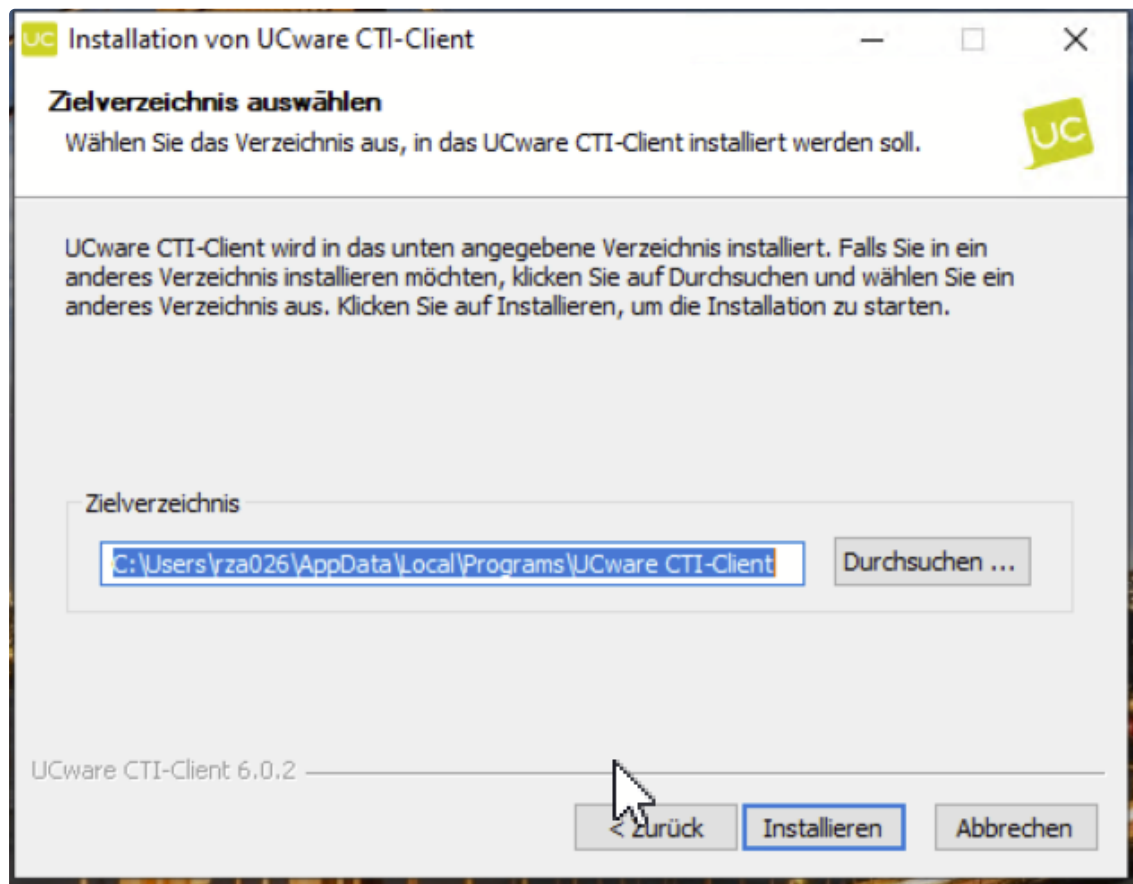 UC Installation von UCware CTI-Client
Zielverzeichnis auswählen
Wählen Sie das Verzeichnis aus, in das UCware CTI-Client installiert werden soll.
UC
UCware CTI-Client wird in das unten angegebene Verzeichnis installiert. Falls Sie in ein
anderes Verzeichnis installieren möchten, klicken Sie auf Durchsuchen und wählen Sie ein
anderes Verzeichnis aus. Klicken Sie auf Installieren, um die Installation zu starten.
Zielverzeichnis
C:\Users\rza026\AppData\Local\Programs\UCware CTI-Client
Durchsuchen ...
UCware CTI-Client 6.0.2
< Zurück Installieren Abbrechen